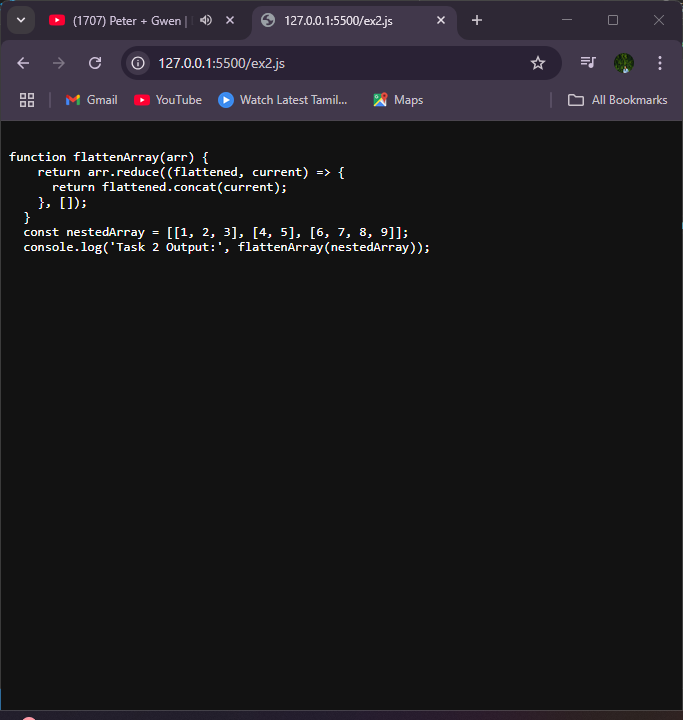 (1707) Peter + Gwen |
127.0.0.1:5500/ex2.js
127.0.0.1:5500/ex2.js
Gmail
YouTube
Watch Latest Tamil...
Maps
All Bookmarks
function flattenArray(arr) {
    return arr.reduce((flattened, current) => {
      return flattened.concat(current);
    }, []);
  }
  const nestedArray = [[1, 2, 3], [4, 5], [6, 7, 8, 9]];
  console.log('Task 2 Output:', flattenArray(nestedArray));